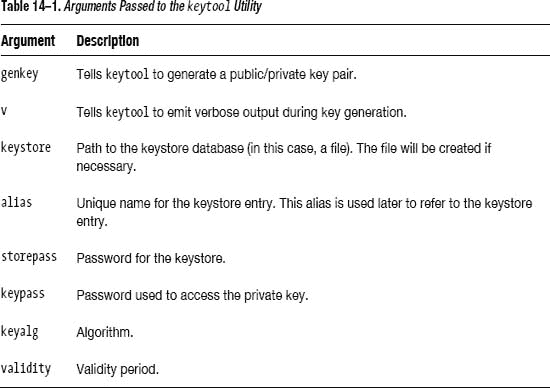 Table 14–1. Arguments Passed to the keytool Utility
Argument Description
genkey Tells keytool to generate a public/private key pair.
v Tells keytool to emit verbose output during key generation.
keystore Path to the keystore database (in this case, a file). The file will be created if
necessary.
alias Unique name for the keystore entry. This alias is used later to refer to the keystore
entry.
storepass Password for the keystore.
keypass Password used to access the private key.
keyalg Algorithm.
validity Validity period.